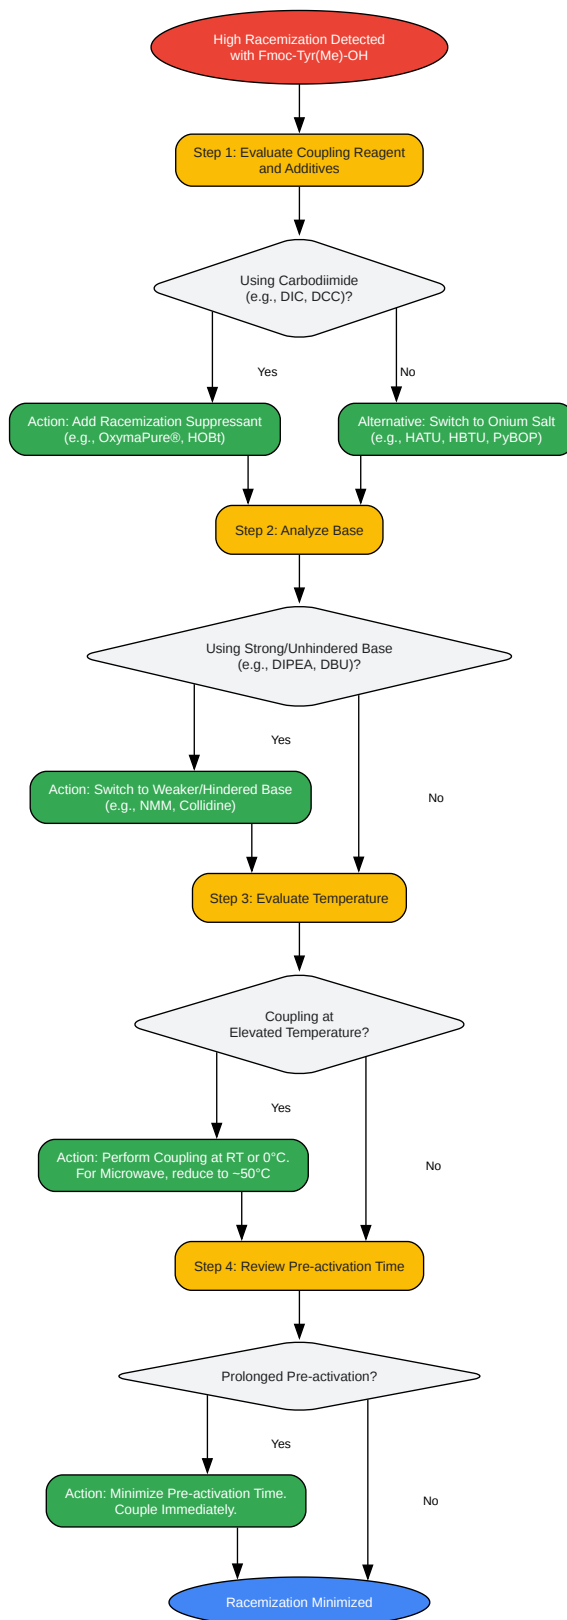 High Racemization Detected
with Fmoc-Tyr(Me)-OH
Step 1: Evaluate Coupling Reagent
and Additives
Using Carbodiimide
(e.g., DIC, DCC)?
Yes
No
Action: Add Racemization Suppressant
(e.g., OxymaPure®, HOBt)
Alternative: Switch to Onium Salt
(e.g., HATU, HBTU, PyBOP)
Step 2: Analyze Base
Using Strong/Unhindered Base
(e.g., DIPEA, DBU)?
Yes
Action: Switch to Weaker/Hindered Base
(e.g., NMM, Collidine)
No
Step 3: Evaluate Temperature
Coupling at
Elevated Temperature?
Yes
Action: Perform Coupling at RT or 0°C.
For Microwave, reduce to ~50°C
No
Step 4: Review Pre-activation Time
Prolonged Pre-activation?
Yes
Action: Minimize Pre-activation Time.
Couple Immediately.
No
Racemization Minimized